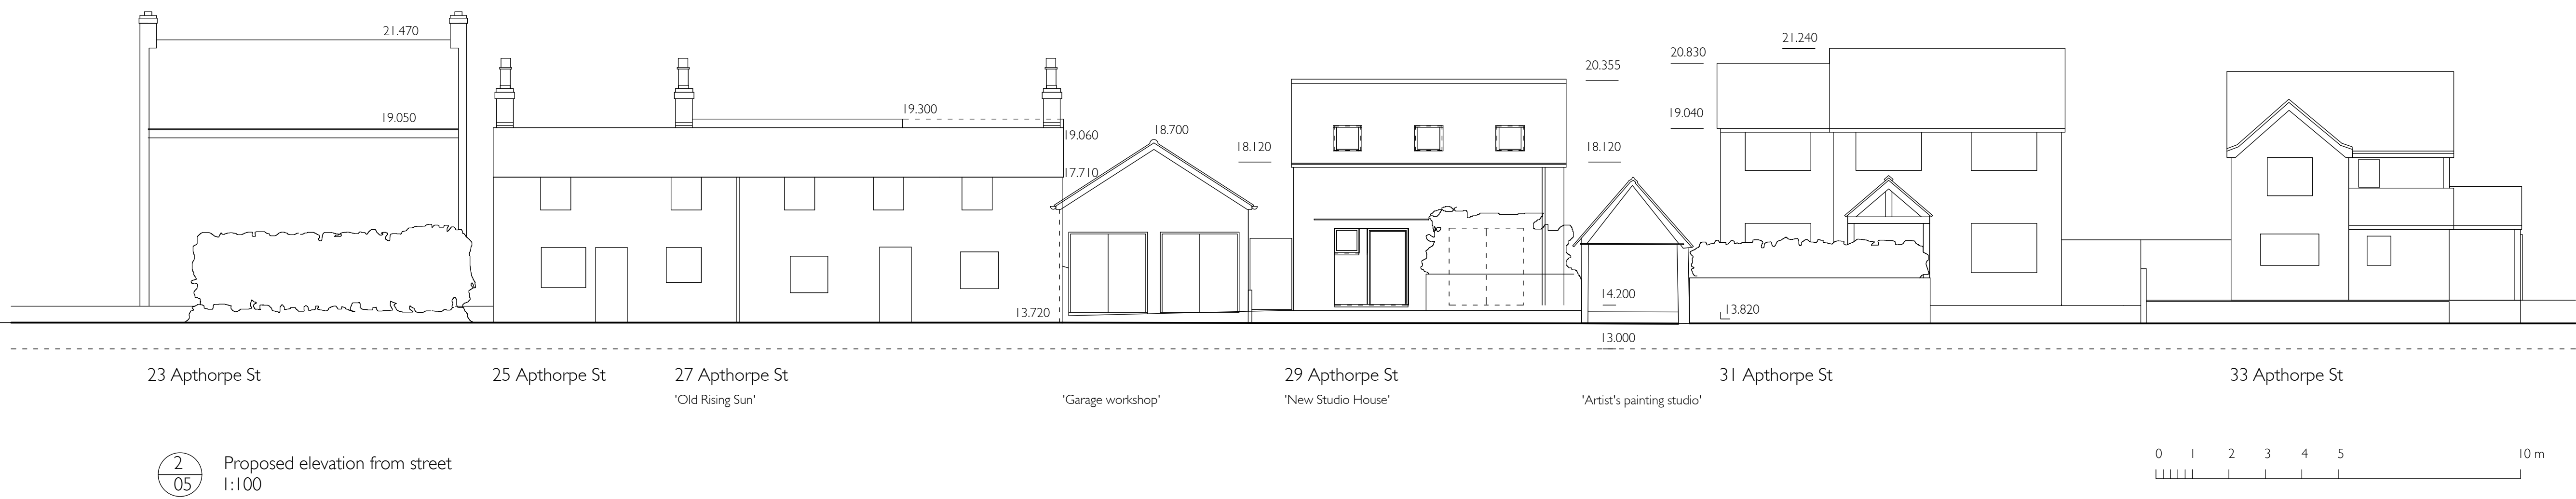 21.470
19.050
19.300
19.060
17.710
18.700
18.120
20.355
18.120
20.830
21.240
19.040
13.720
14.200
13.820
13.000
23 Apthorpe St
25 Apthorpe St
27 Apthorpe St
'Old Rising Sun'
'Garage workshop'
29 Apthorpe St
'New Studio House'
'Artist's painting studio'
31 Apthorpe St
33 Apthorpe St
2
05
Proposed elevation from street
1:100
0 1 2 3 4 5 10 m